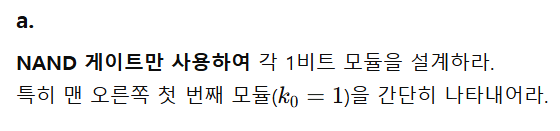 a.
NAND 게이트만 사용하여 각 1비트 모듈을 설계하라.
특히 맨 오른쪽 첫 번째 모듈(k₀ = 1)을 간단히 나타내어라.